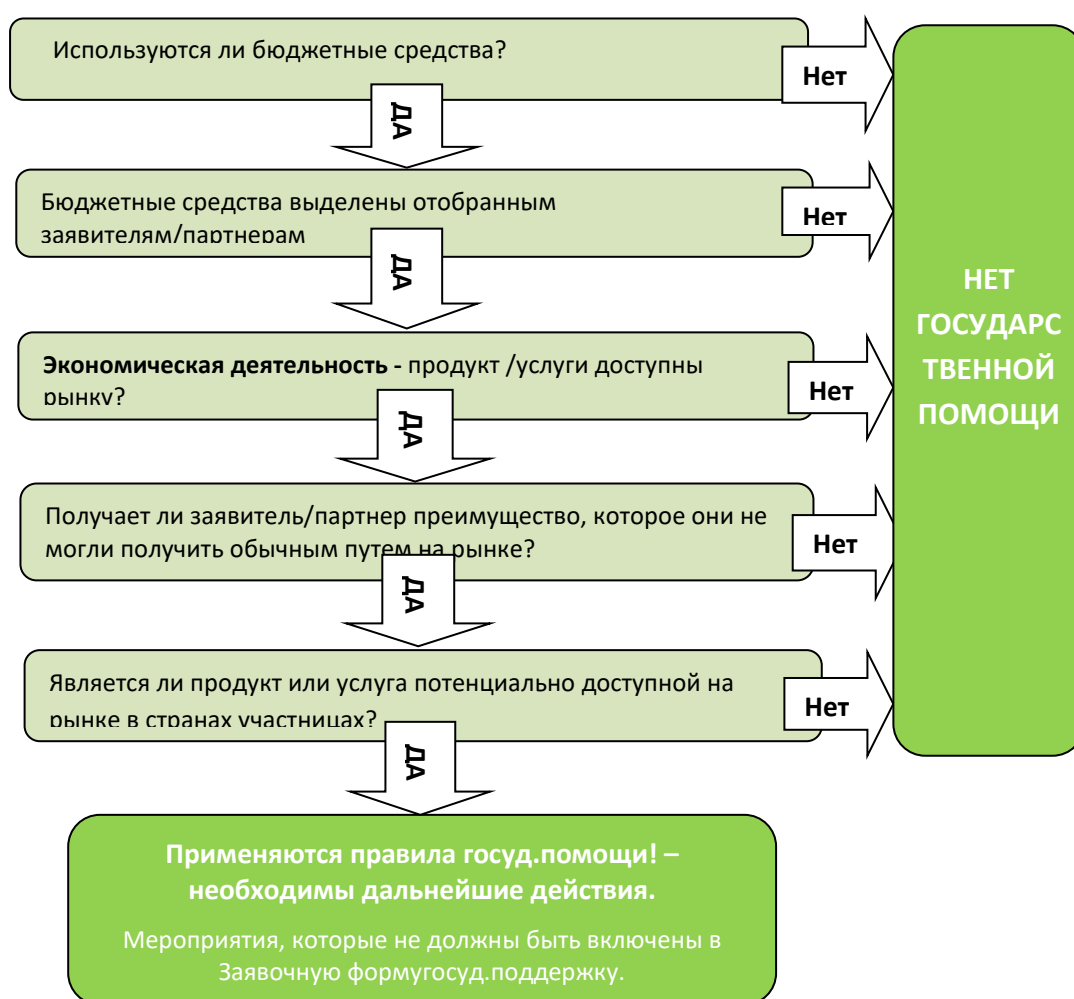 Используются ли бюджетные средства?
Нет
ДА
Бюджетные средства выделены отобранным
заявителям/партнерам
Нет
ДА
Экономическая деятельность - продукт /услуги доступны
рынку?
Нет
ДА
Получает ли заявитель/партнер преимущество, которое они не
могли получить обычным путем на рынке?
Нет
ДА
Является ли продукт или услуга потенциально доступной на
рынке в странах участницах?
Нет
ДА
НЕТ
ГОСУДАРС
ТВЕННОЙ
ПОМОЩИ
Применяются правила госуд.помощи! –
необходимы дальнейшие действия.
Мероприятия, которые не должны быть включены в
Заявочную формугосуд.поддержку.